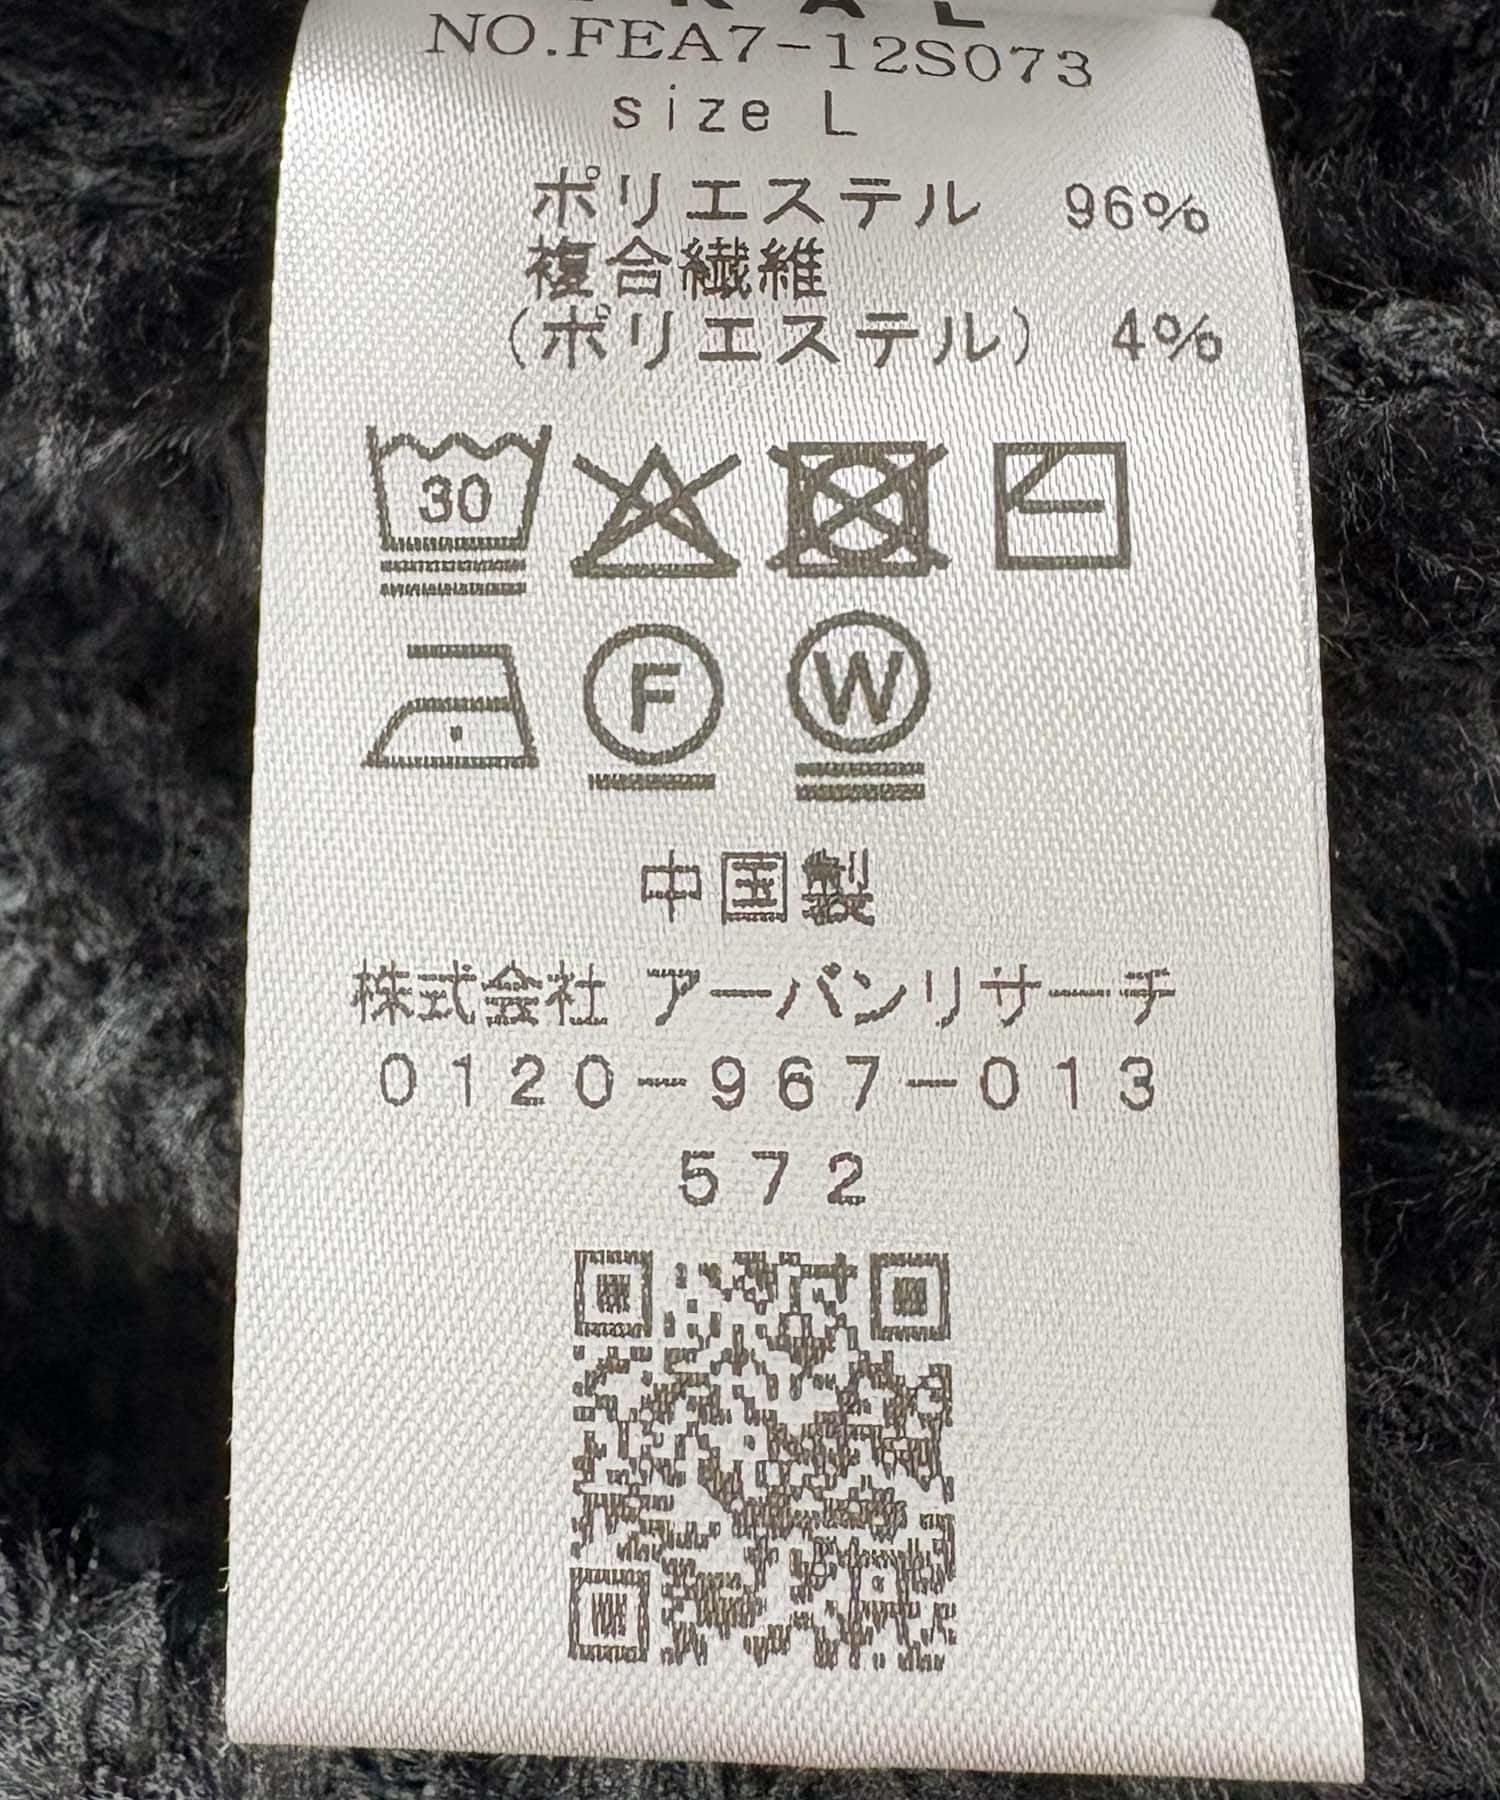 NO.FEA7-12S073
size L
ポリエステル 96%
複合繊維
(ポリエステル) 4%
30
F
W
中国製
株式会社 アーバンリサーチ
0120-967-013
572